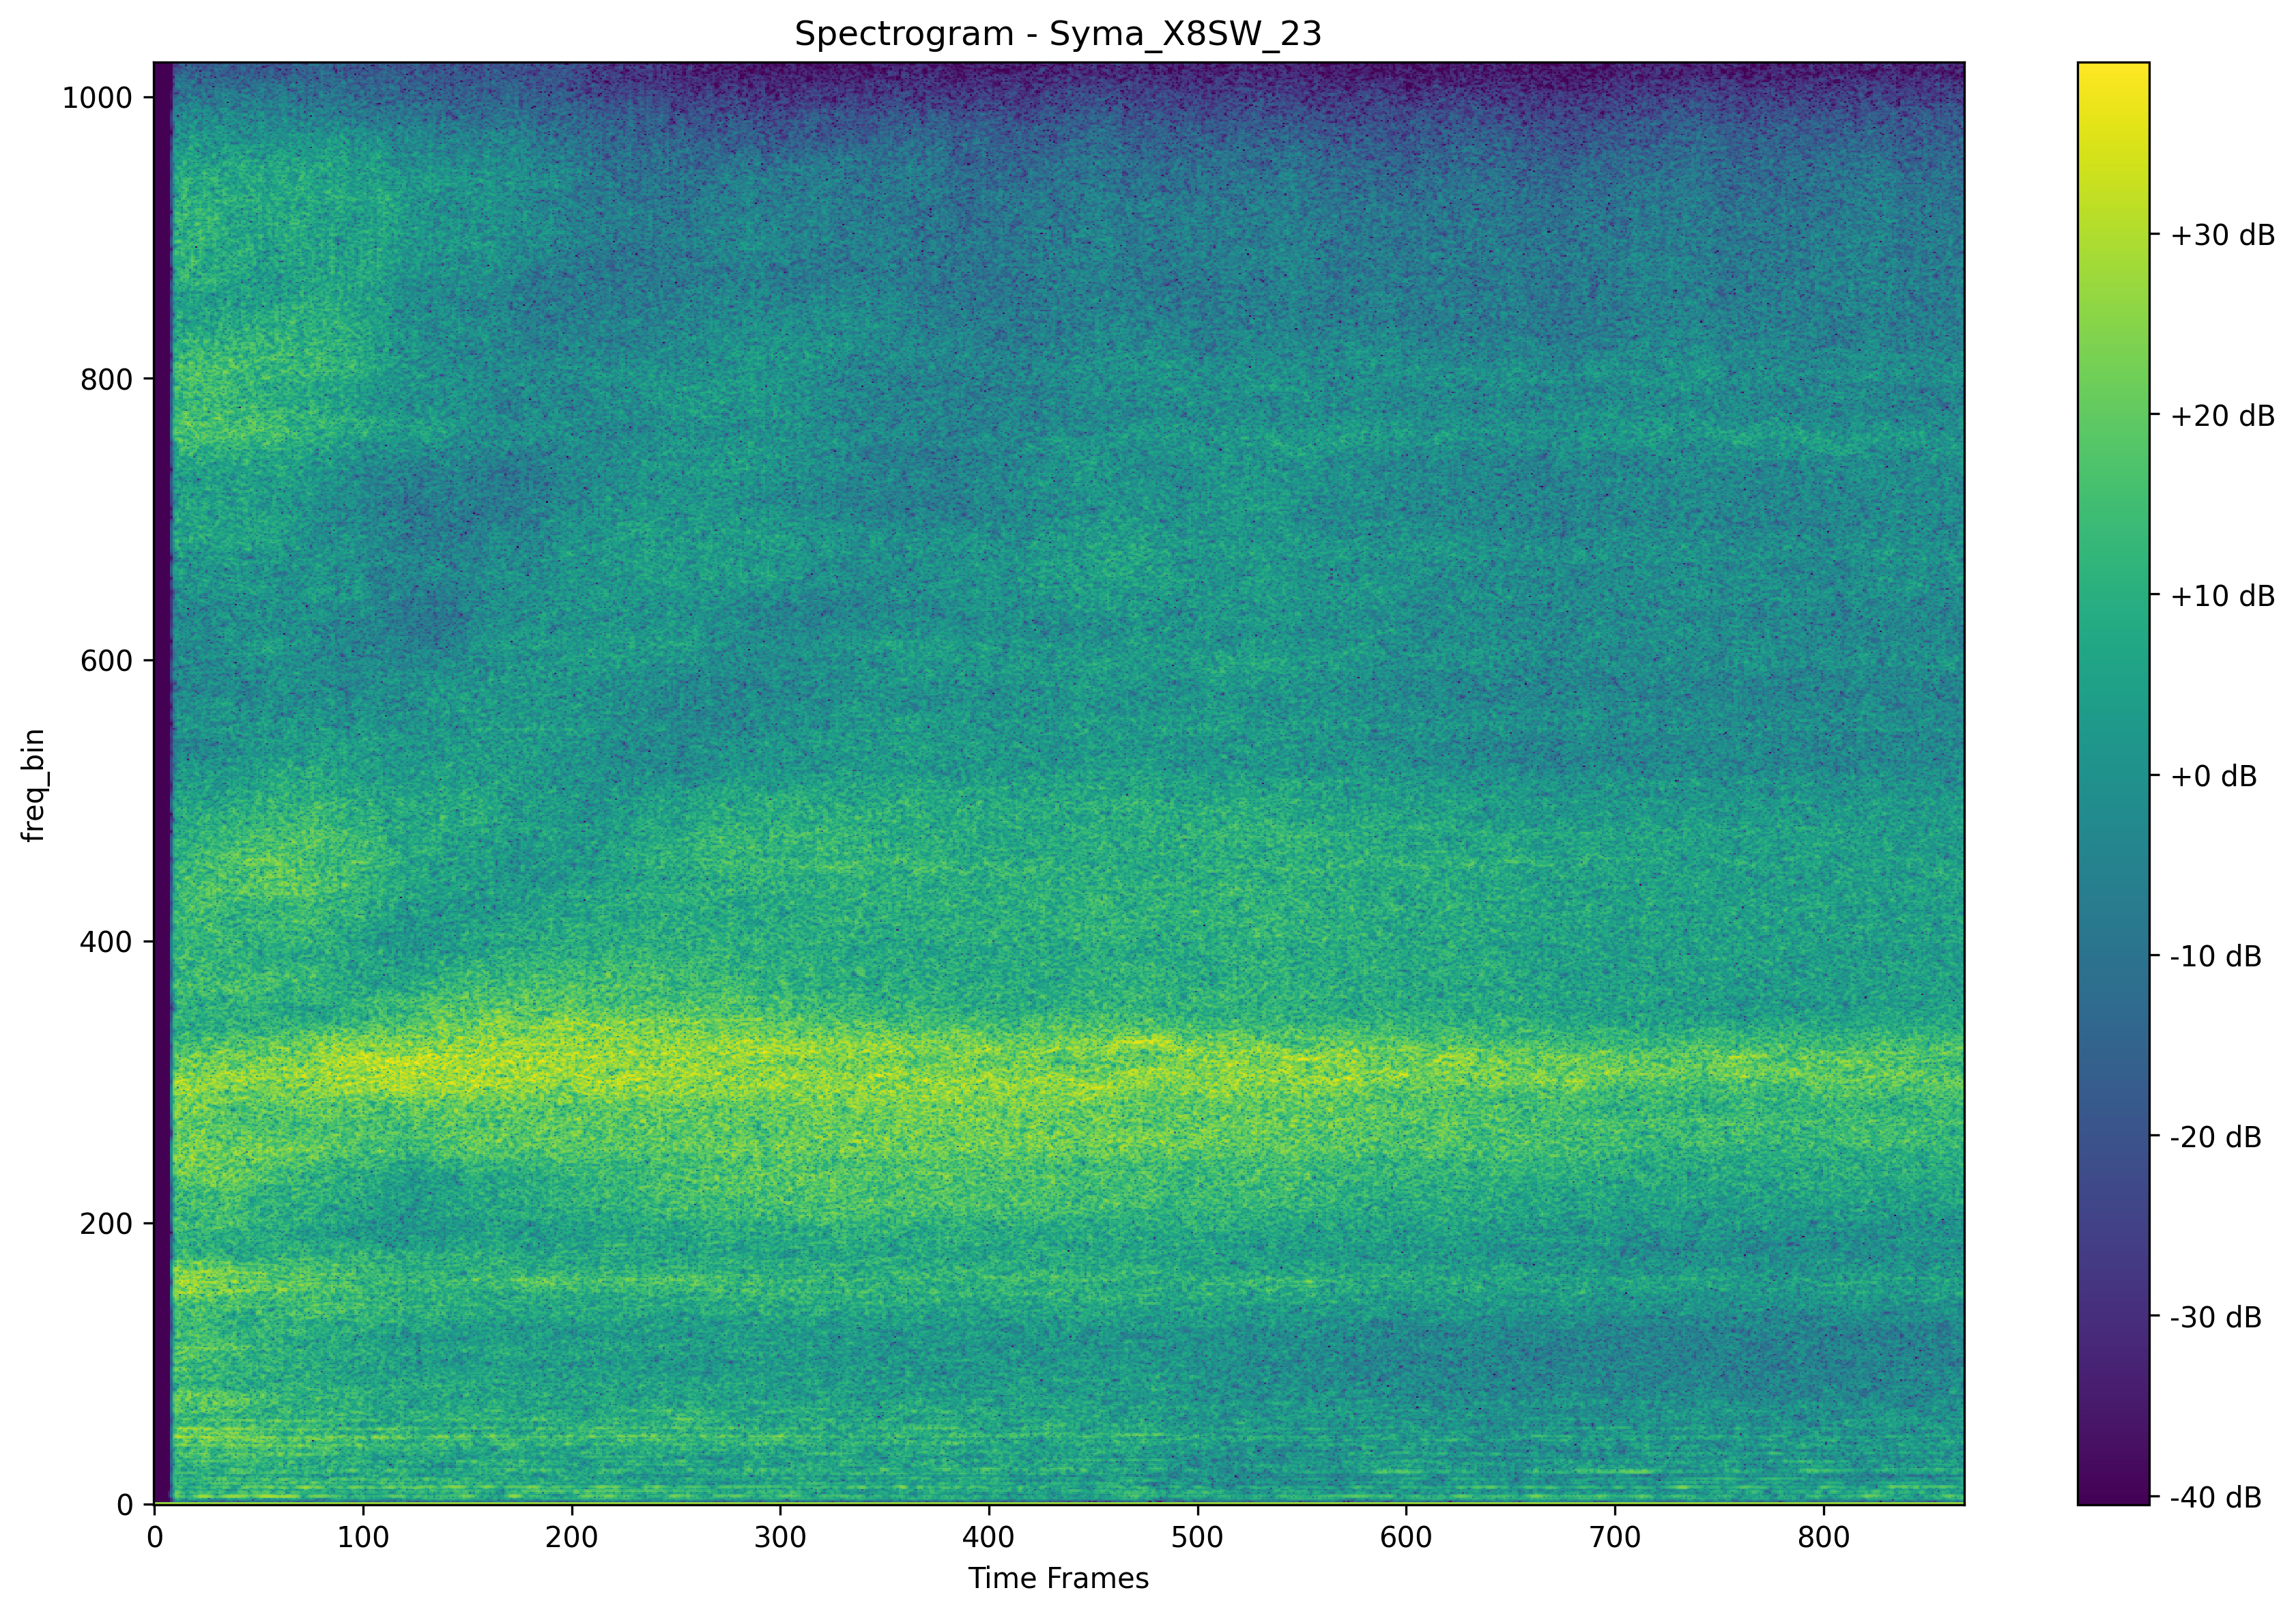 Spectrogram - Syma_X8SW_23
freq_bin
1000
800
600
400
200
0
0 100 200 300 400 500 600 700 800
Time Frames
+30 dB
+20 dB
+10 dB
+0 dB
-10 dB
-20 dB
-30 dB
-40 dB